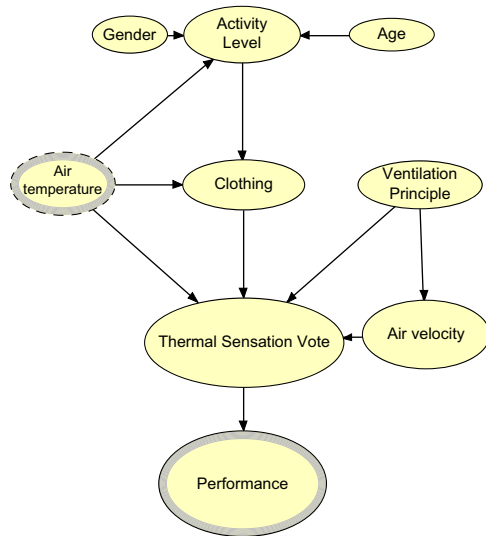 Gender
Activity
Level
Age
Air
temperature
Clothing
Ventilation
Principle
Thermal Sensation Vote
Air velocity
Performance